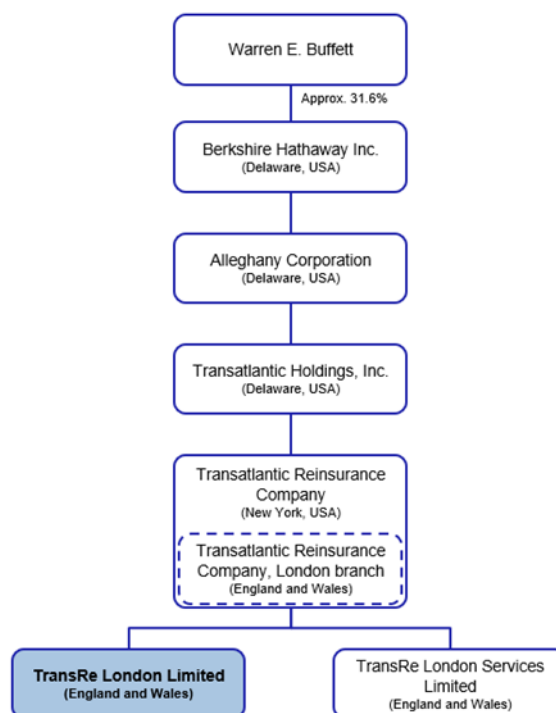 Warren E. Buffett
Approx. 31.6%
Berkshire Hathaway Inc.
(Delaware, USA)
Alleghany Corporation
(Delaware, USA)
Transatlantic Holdings, Inc.
(Delaware, USA)
Transatlantic Reinsurance
Company
(New York, USA)
Transatlantic Reinsurance
Company, London branch
(England and Wales)
TransRe London Limited
(England and Wales)
TransRe London Services
Limited
(England and Wales)